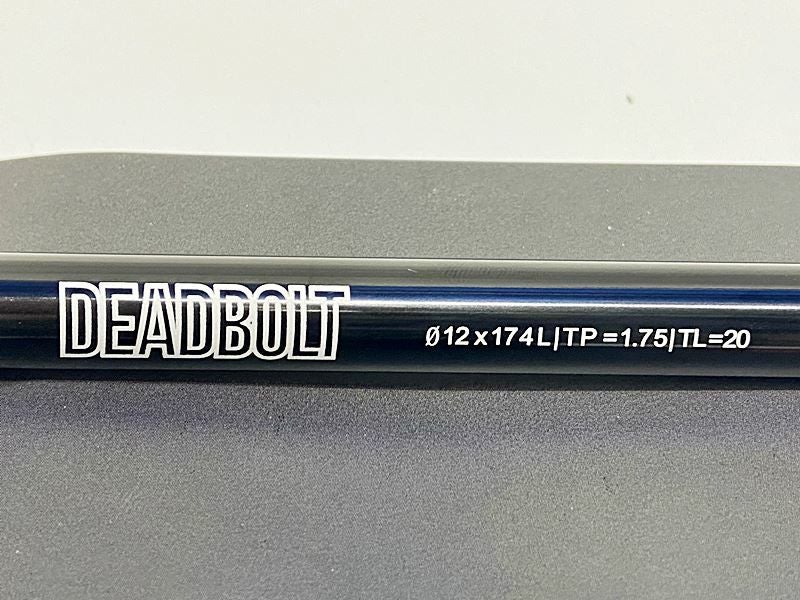 DEADBOLT
Ø12 x 174 L|TP =1.75|TL=20